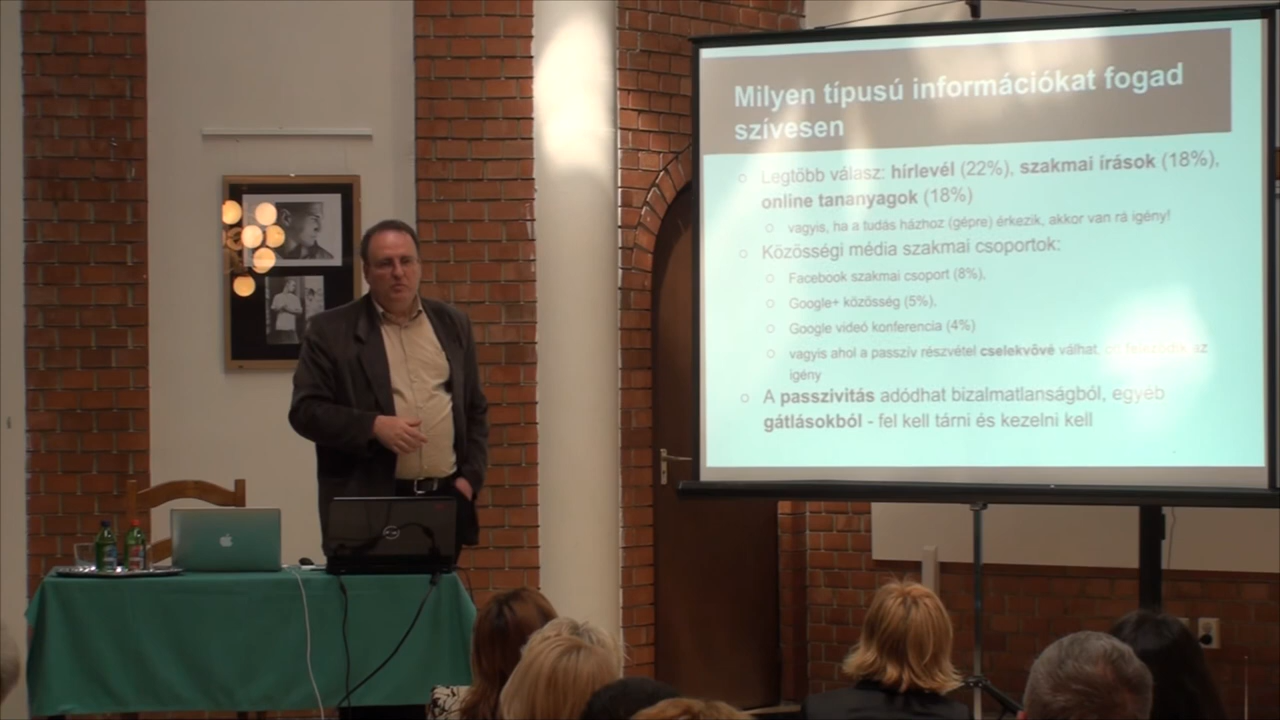 Milyen típusú információkat fogad
szívesen
Legtöbb válasz: hírlevél (22%), szakmai írások (18%),
online tananyagok (18%)
vagyis, ha a tudás házhoz (gépre) érkezik, akkor van rá igény!
Közösségi média szakmai csoportok:
Facebook szakmai csoport (8%),
Google+ közösség (5%),
Google videó konferencia (4%)
vagyis ahol a passzív részvétel cselekvővé válhat, az
igény
A passzivitás adódhat bizalmatlanságból, egyéb
gátlásokból - fel kell tárni és kezelni kell
DELL